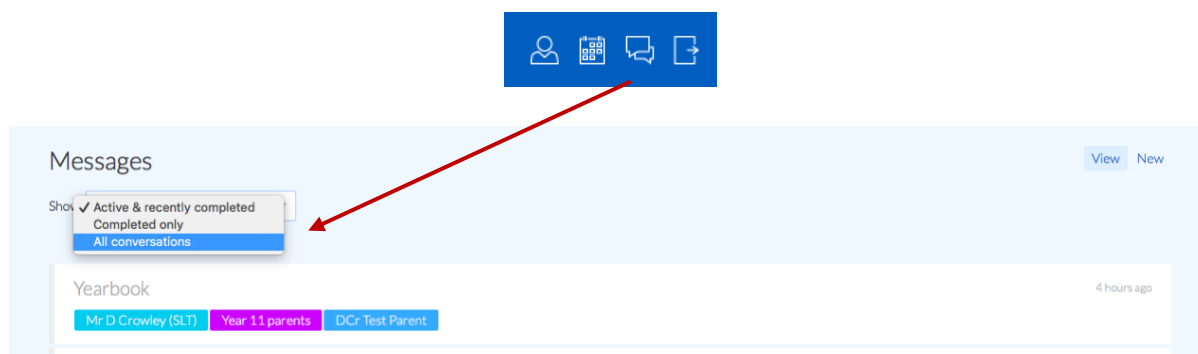 Messages
View New
Show
✓ Active & recently completed
Completed only
All conversations
Yearbook
4 hours ago
Mr D Crowley (SLT) Year 11 parents DCr Test Parent